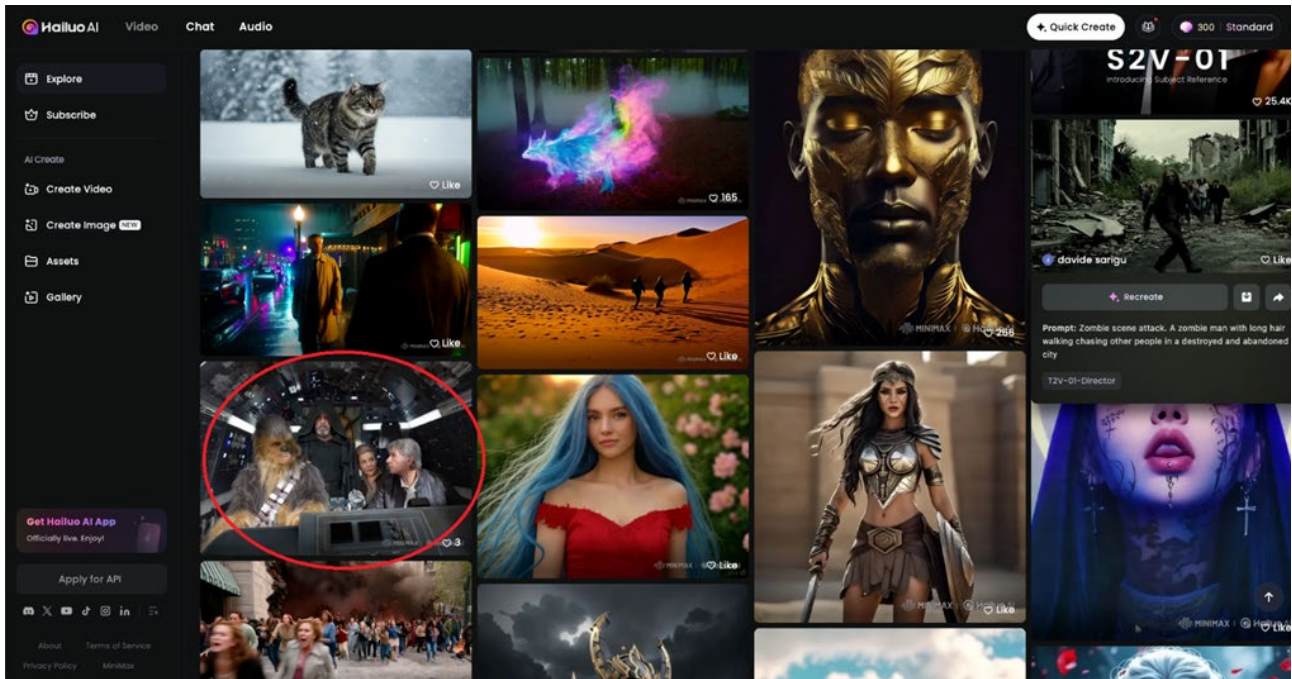 Hailuo AI
Video
Chat
Audio
Quick Create
300
Standard
Explore
Subscribe
AI Create
Create Video
Create Image NEW
Assets
Gallery
Get Hailuo AI App
Officially live. Enjoy!
Apply for API
About
Terms of Service
Privacy Policy
MiniMax
Like
Like
3
165
Like
Like
MINIMAX
266
MINIMAX
Like
S2V-01
Introducing Subject Reference
25.4K
davide sarigu
Like
Recreate
Prompt: Zombie scene attack. A zombie man with long hair
walking chasing other people in a destroyed and abandoned
city
T2V-01-Director
MINIMAX
Like